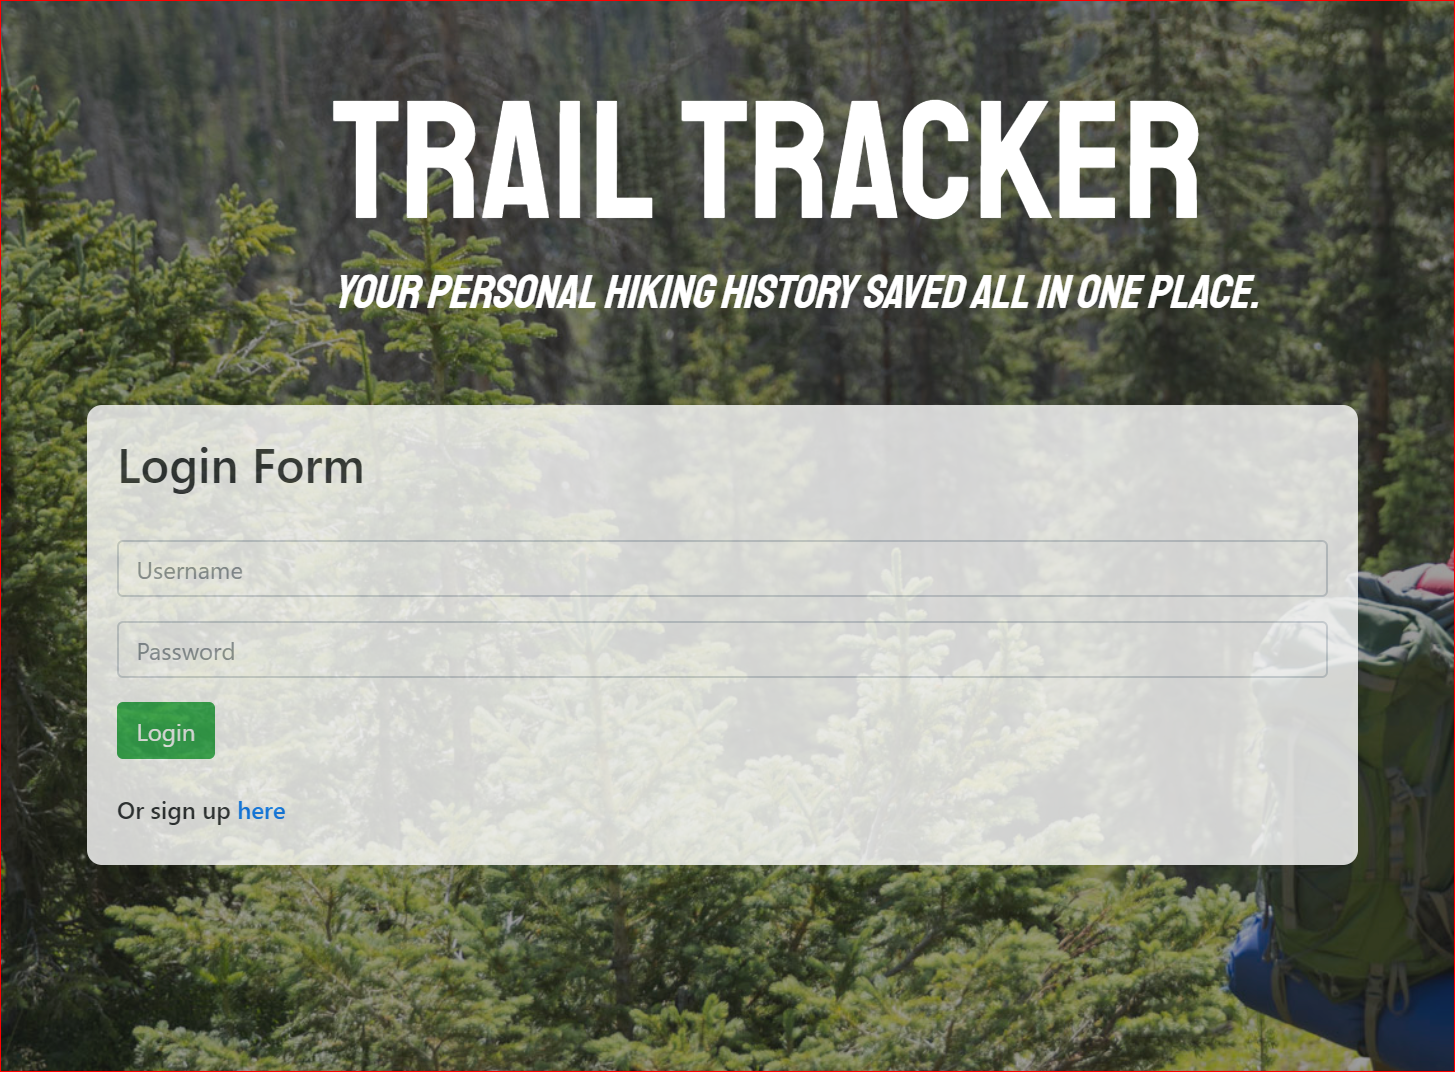 TRAIL TRACKER
YOUR PERSONAL HIKING HISTORY SAVED ALL IN ONE PLACE.
Login Form
Username
Password
Login
Or sign up here